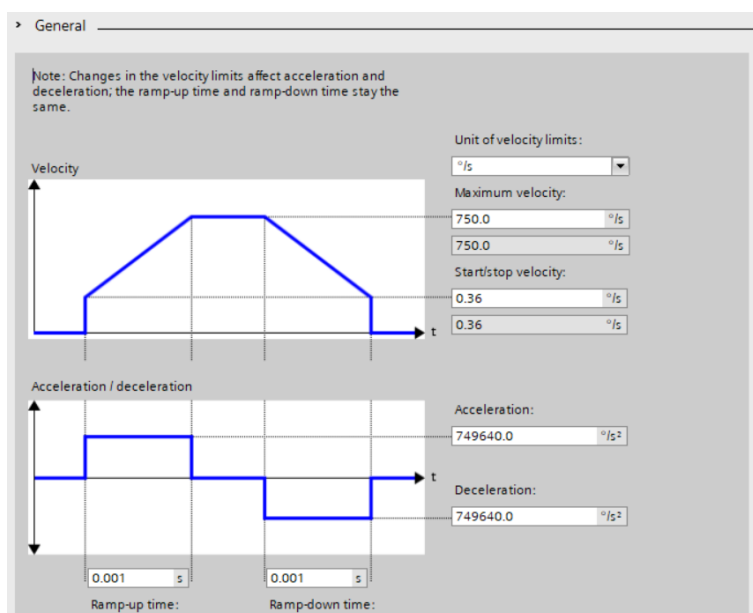 General
Note: Changes in the velocity limits affect acceleration and
deceleration; the ramp-up time and ramp-down time stay the
same.
Unit of velocity limits:
°/s
Velocity
Maximum velocity:
750.0 °/s
750.0 °/s
Start/stop velocity:
0.36 °/s
0.36 °/s
t
Acceleration / deceleration
Acceleration:
749640.0 °/s²
t
Deceleration:
749640.0 °/s²
0.001 s 0.001 s
Ramp-up time: Ramp-down time: